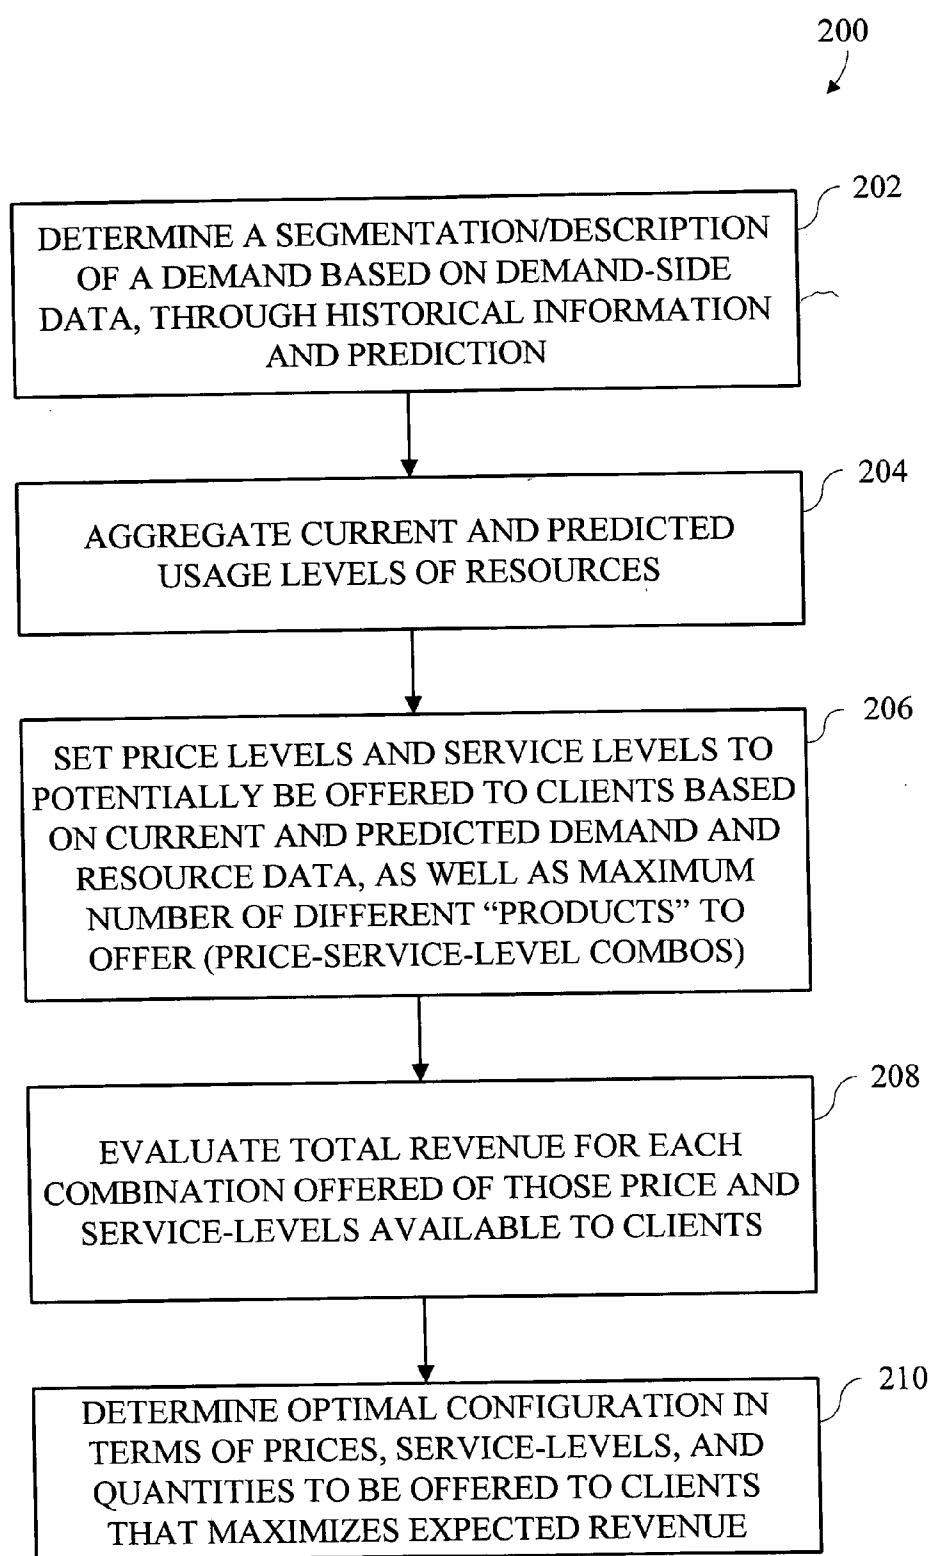 200
202
DETERMINE A SEGMENTATION/DESCRIPTION
OF A DEMAND BASED ON DEMAND-SIDE
DATA, THROUGH HISTORICAL INFORMATION
AND PREDICTION
204
AGGREGATE CURRENT AND PREDICTED
USAGE LEVELS OF RESOURCES
206
SET PRICE LEVELS AND SERVICE LEVELS TO
POTENTIALLY BE OFFERED TO CLIENTS BASED
ON CURRENT AND PREDICTED DEMAND AND
RESOURCE DATA, AS WELL AS MAXIMUM
NUMBER OF DIFFERENT “PRODUCTS” TO
OFFER (PRICE-SERVICE-LEVEL COMBOS)
208
EVALUATE TOTAL REVENUE FOR EACH
COMBINATION OFFERED OF THOSE PRICE AND
SERVICE-LEVELS AVAILABLE TO CLIENTS
210
DETERMINE OPTIMAL CONFIGURATION IN
TERMS OF PRICES, SERVICE-LEVELS, AND
QUANTITIES TO BE OFFERED TO CLIENTS
THAT MAXIMIZES EXPECTED REVENUE